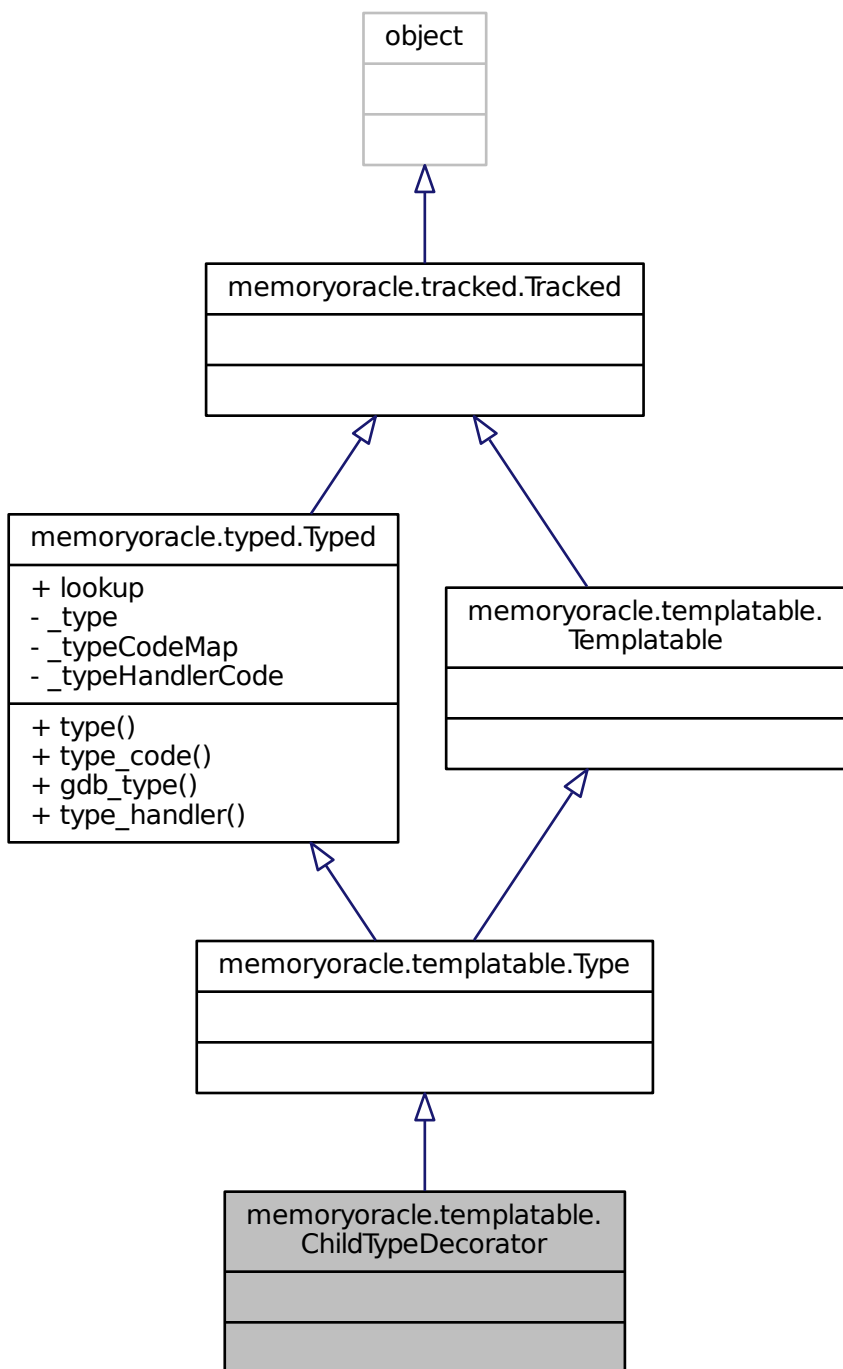 object
memoryoracle.tracked.Tracked
memoryoracle.typed.Typed
+ lookup
- _type
- _typeCodeMap
- _typeHandlerCode
+ type()
+ type_code()
+ gdb_type()
+ type_handler()
memoryoracle.templatable.
Templatable
memoryoracle.templatable.Type
memoryoracle.templatable.
ChildTypeDecorator